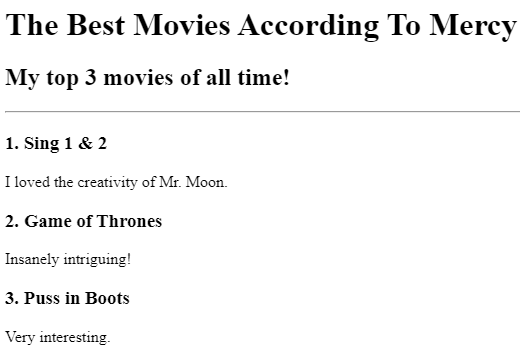 The Best Movies According To Mercy
My top 3 movies of all time!
1. Sing 1 & 2
I loved the creativity of Mr. Moon.
2. Game of Thrones
Insanely intriguing!
3. Puss in Boots
Very interesting.